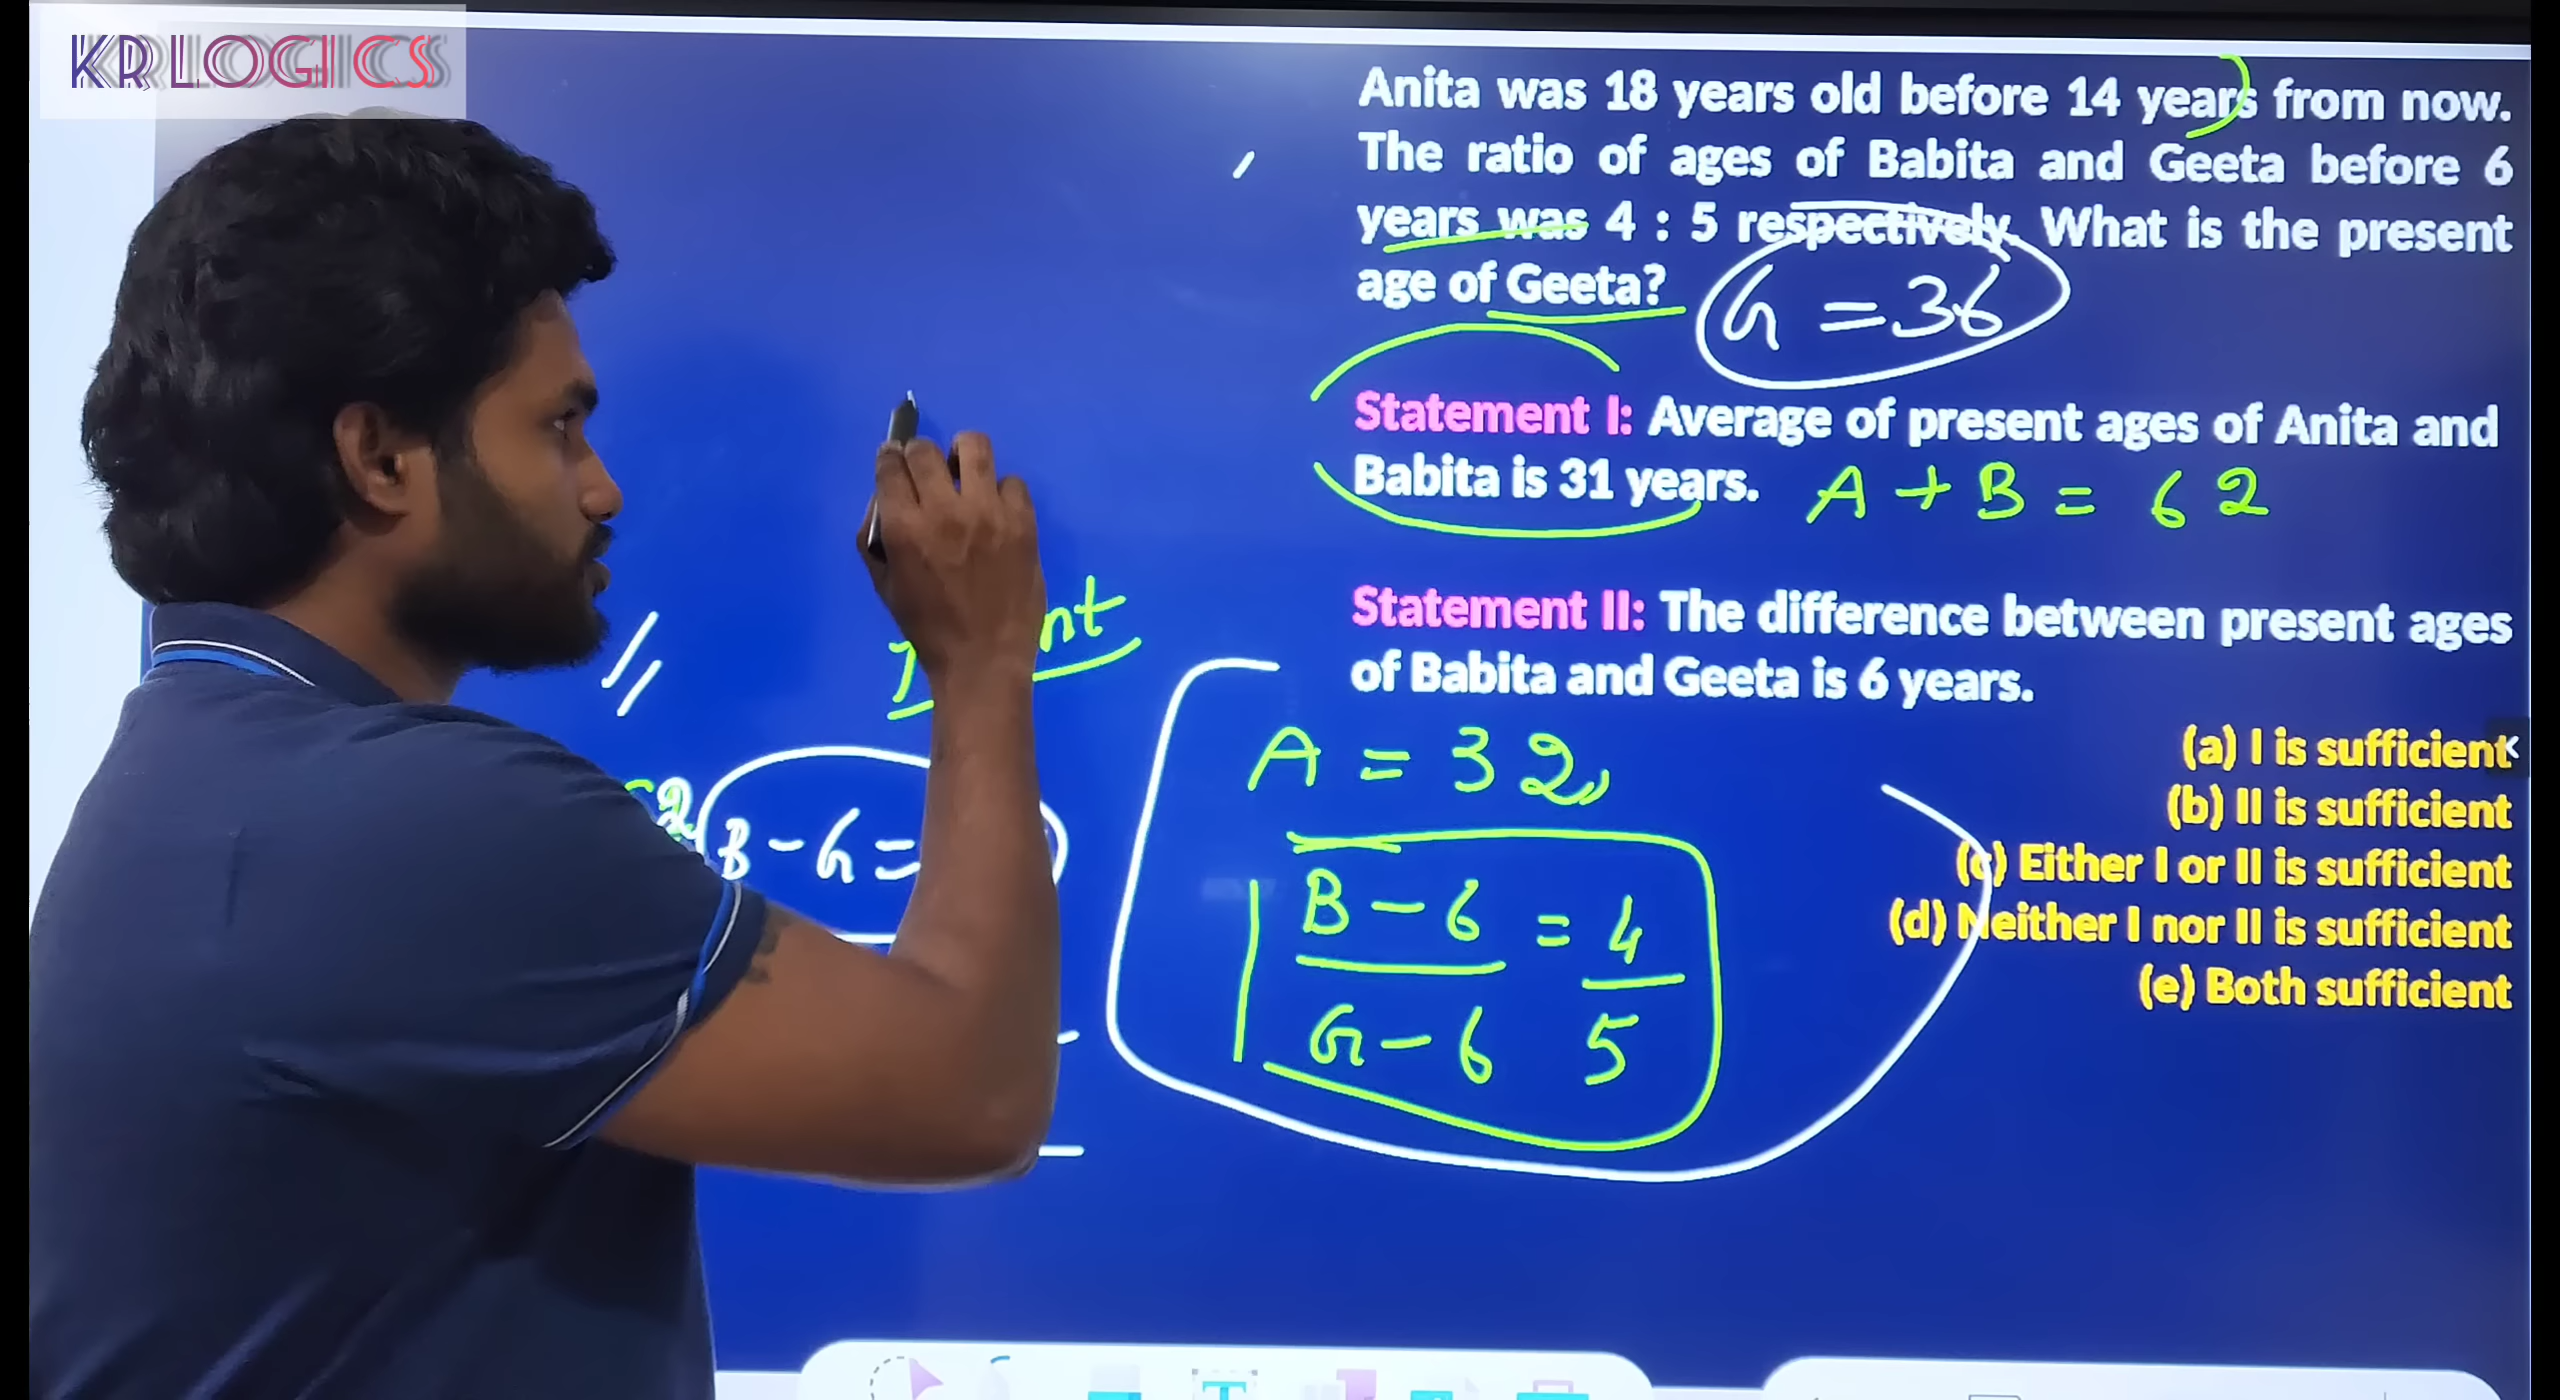 KRLOGICS
Anita was 18 years old before 14 years from now.
The ratio of ages of Babita and Geeta before 6
years was 4 : 5 respectively. What is the present
age of Geeta?
G = 36
Statement I: Average of present ages of Anita and
Babita is 31 years.
A + B = 62
Statement II: The difference between present ages
of Babita and Geeta is 6 years.
A = 32
B - 6 = 4
G - 6 5
B - G =
(a) I is sufficient
(b) II is sufficient
(c) Either I or II is sufficient
(d) Neither I nor II is sufficient
(e) Both sufficient